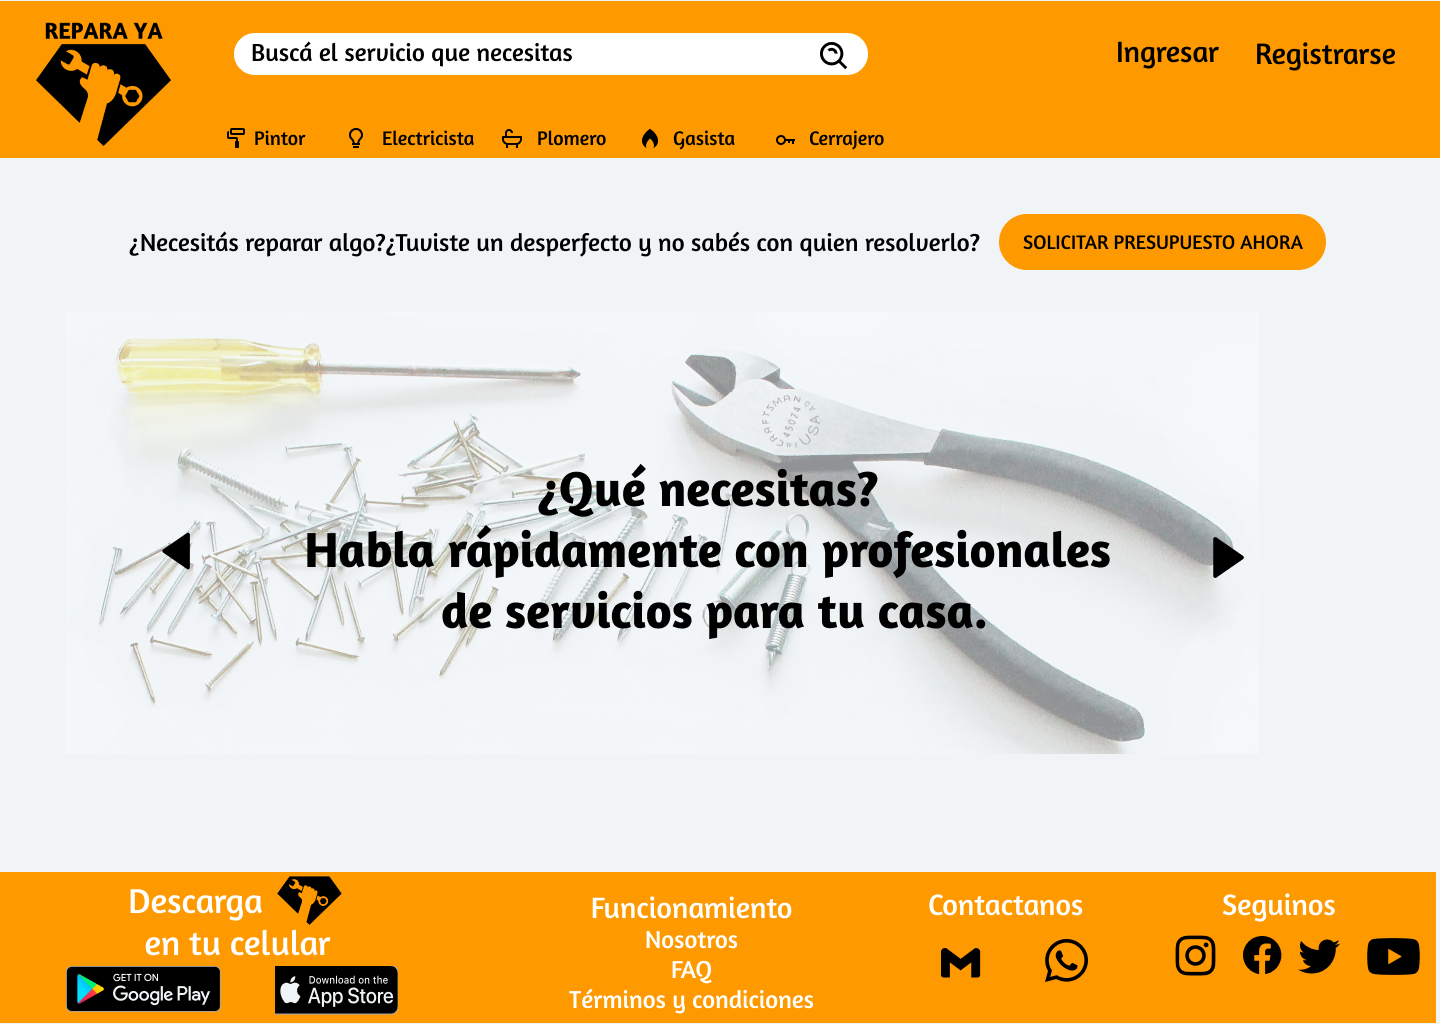 REPARA YA
Buscá el servicio que necesitas
Ingresar
Registrarse
Pintor
Electricista
Plomero
Gasista
Cerrajero
¿Necesitás reparar algo?¿Tuviste un desperfecto y no sabés con quien resolverlo?
SOLICITAR PRESUPUESTO AHORA
CRAFTSMAN
45074
USA
¿Qué necesitas?
Habla rápidamente con profesionales
de servicios para tu casa.
Descarga
en tu celular
GET IT ON
Google Play
Download on the
App Store
Funcionamiento
Nosotros
FAQ
Términos y condiciones
Contactanos
Seguinos